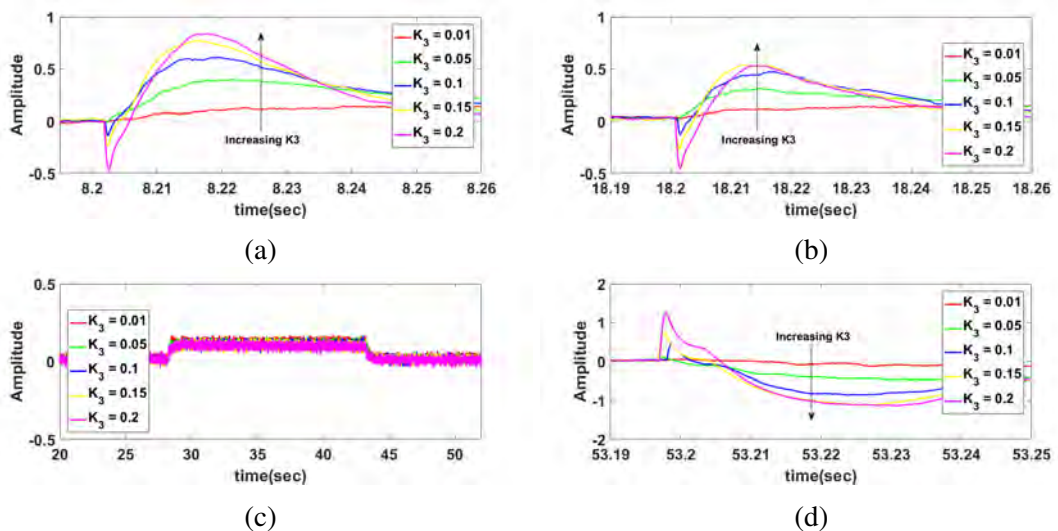 1
0.5
0
-0.5
Amplitude
8.2
8.21
8.22
8.23
8.24
8.25
8.26
time(sec)
Increasing K3
K3 = 0.01
K3 = 0.05
K3 = 0.1
K3 = 0.15
K3 = 0.2
(a)
1
0.5
0
-0.5
Amplitude
18.19
18.2
18.21
18.22
18.23
18.24
18.25
18.26
time(sec)
Increasing K3
K3 = 0.01
K3 = 0.05
K3 = 0.1
K3 = 0.15
K3 = 0.2
(b)
0.5
0
-0.5
Amplitude
20
25
30
35
40
45
50
time(sec)
K3 = 0.01
K3 = 0.05
K3 = 0.1
K3 = 0.15
K3 = 0.2
(c)
2
1
0
-1
-2
Amplitude
53.19
53.2
53.21
53.22
53.23
53.24
53.25
time(sec)
Increasing K3
K3 = 0.01
K3 = 0.05
K3 = 0.1
K3 = 0.15
K3 = 0.2
(d)